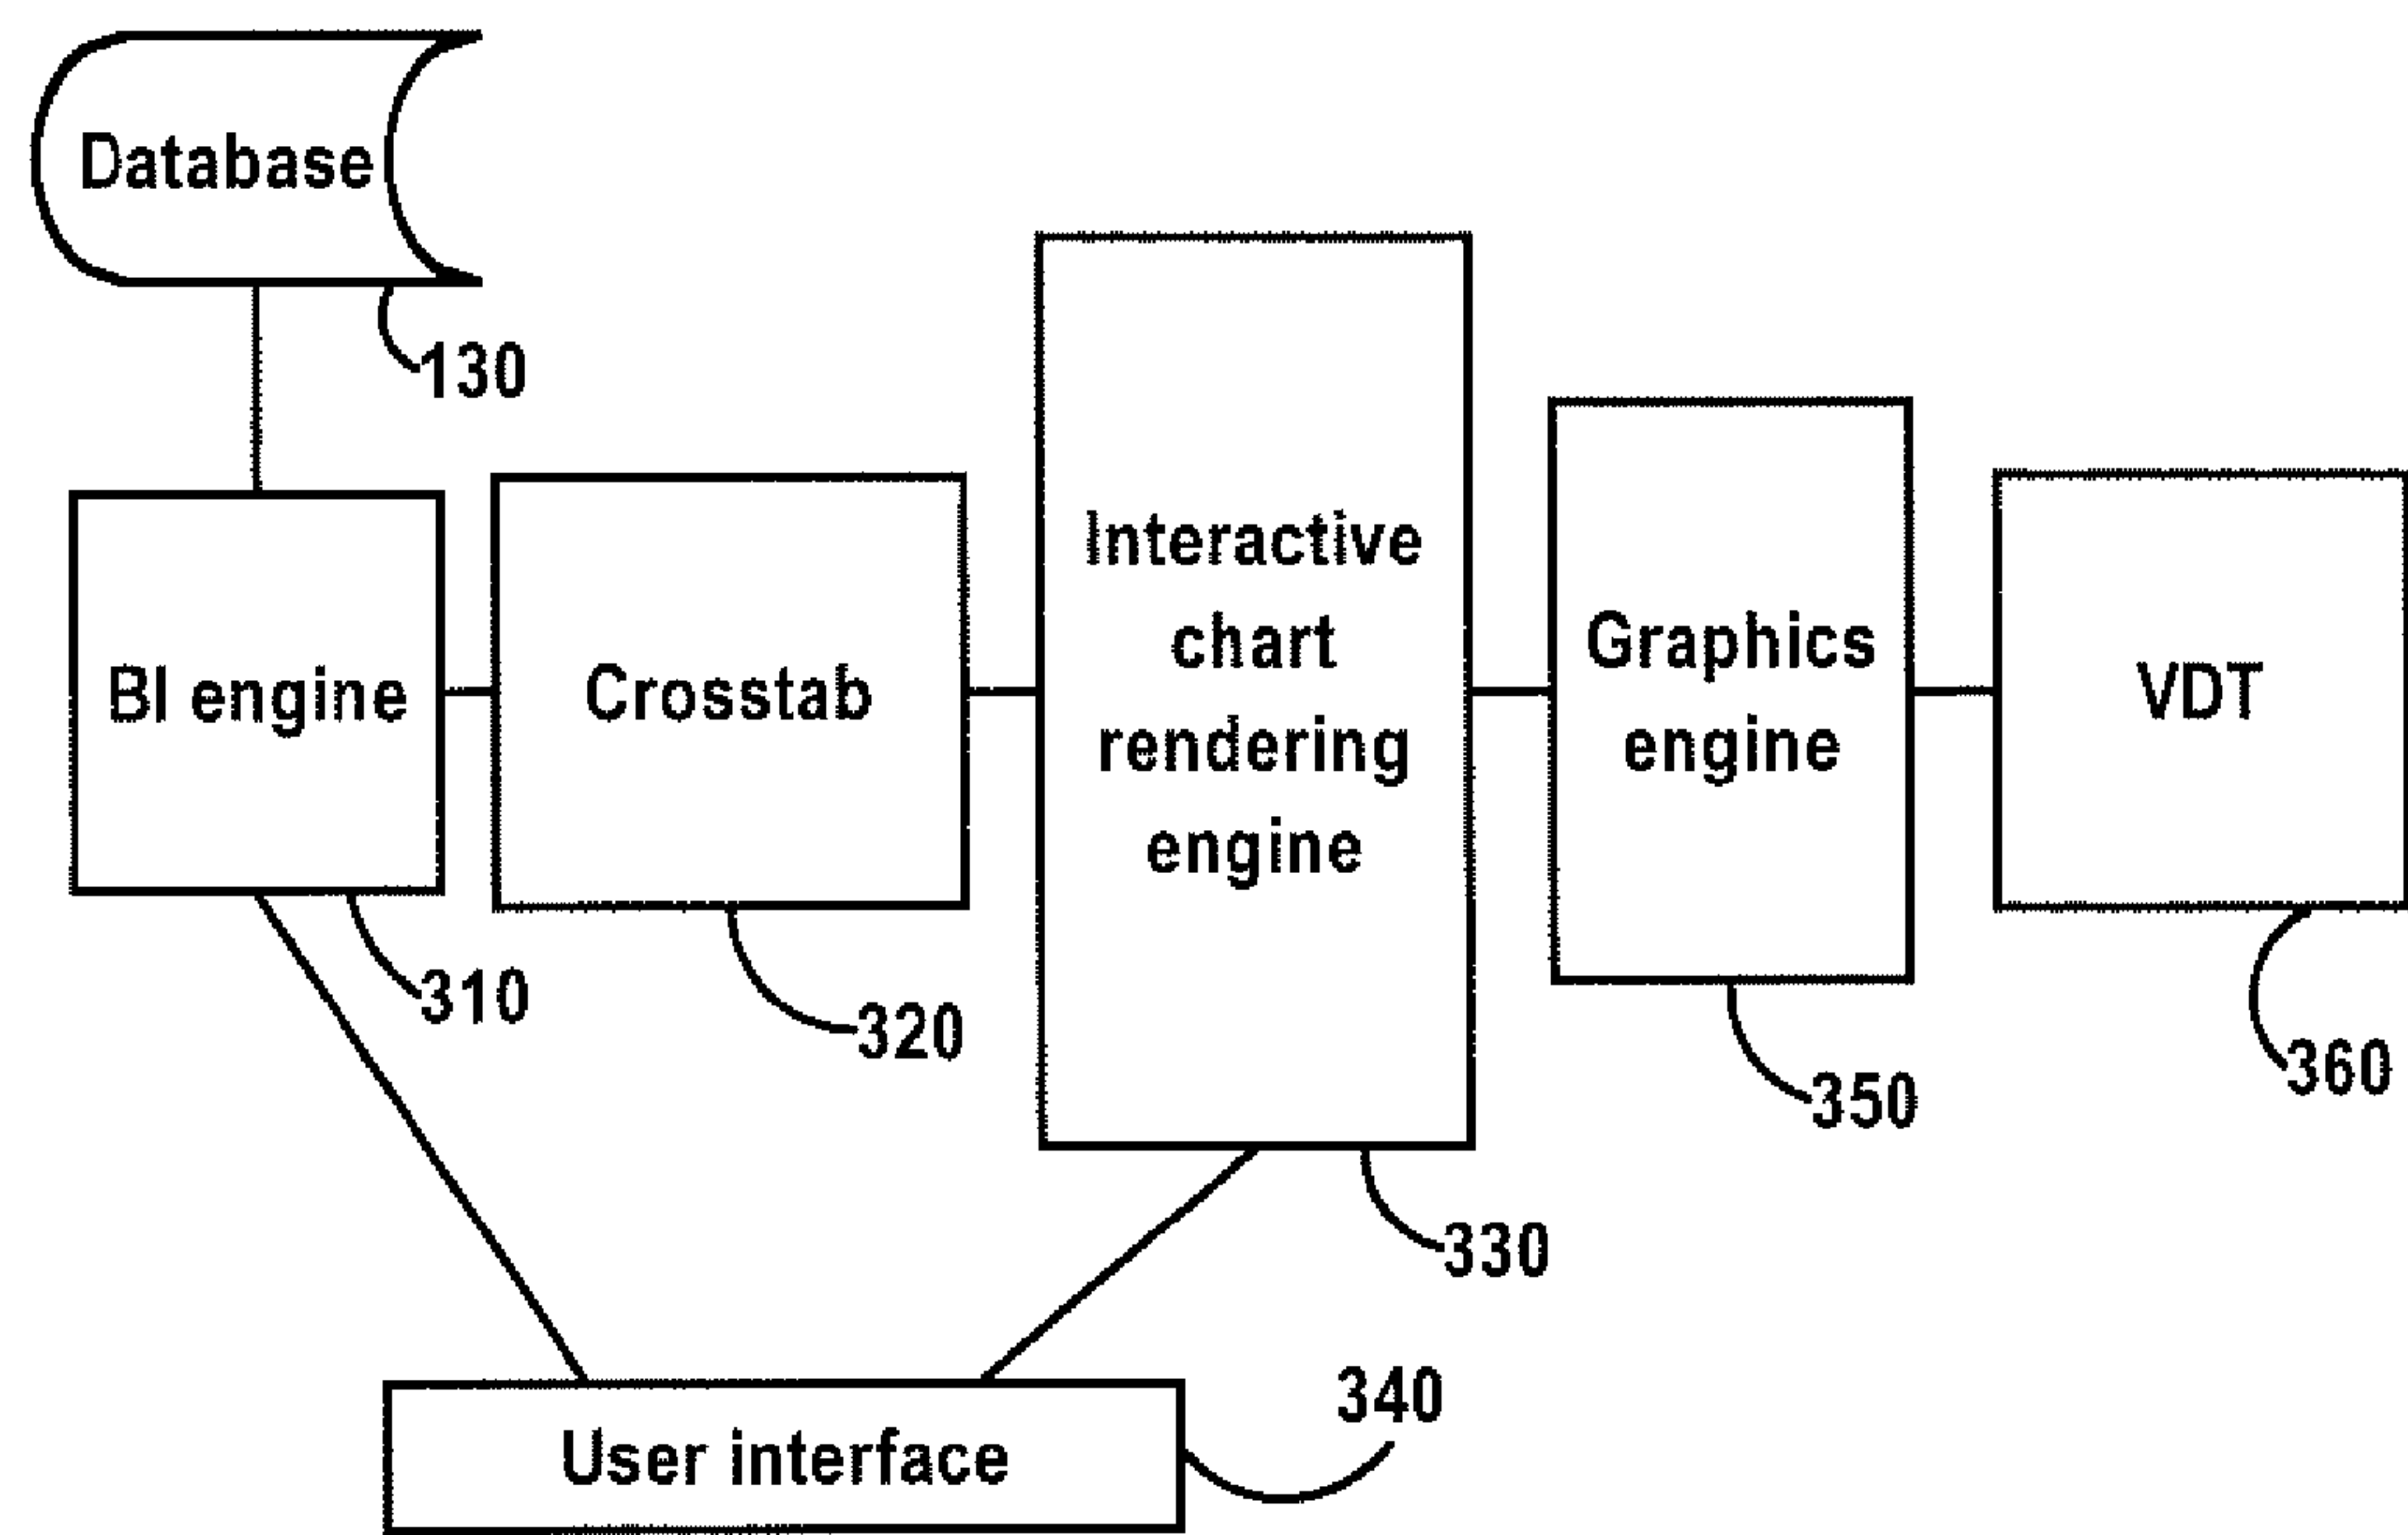 Database
130
BI engine
310
Crosstab
320
Interactive
chart
rendering
engine
330
Graphics
engine
350
VDT
360
User interface
340